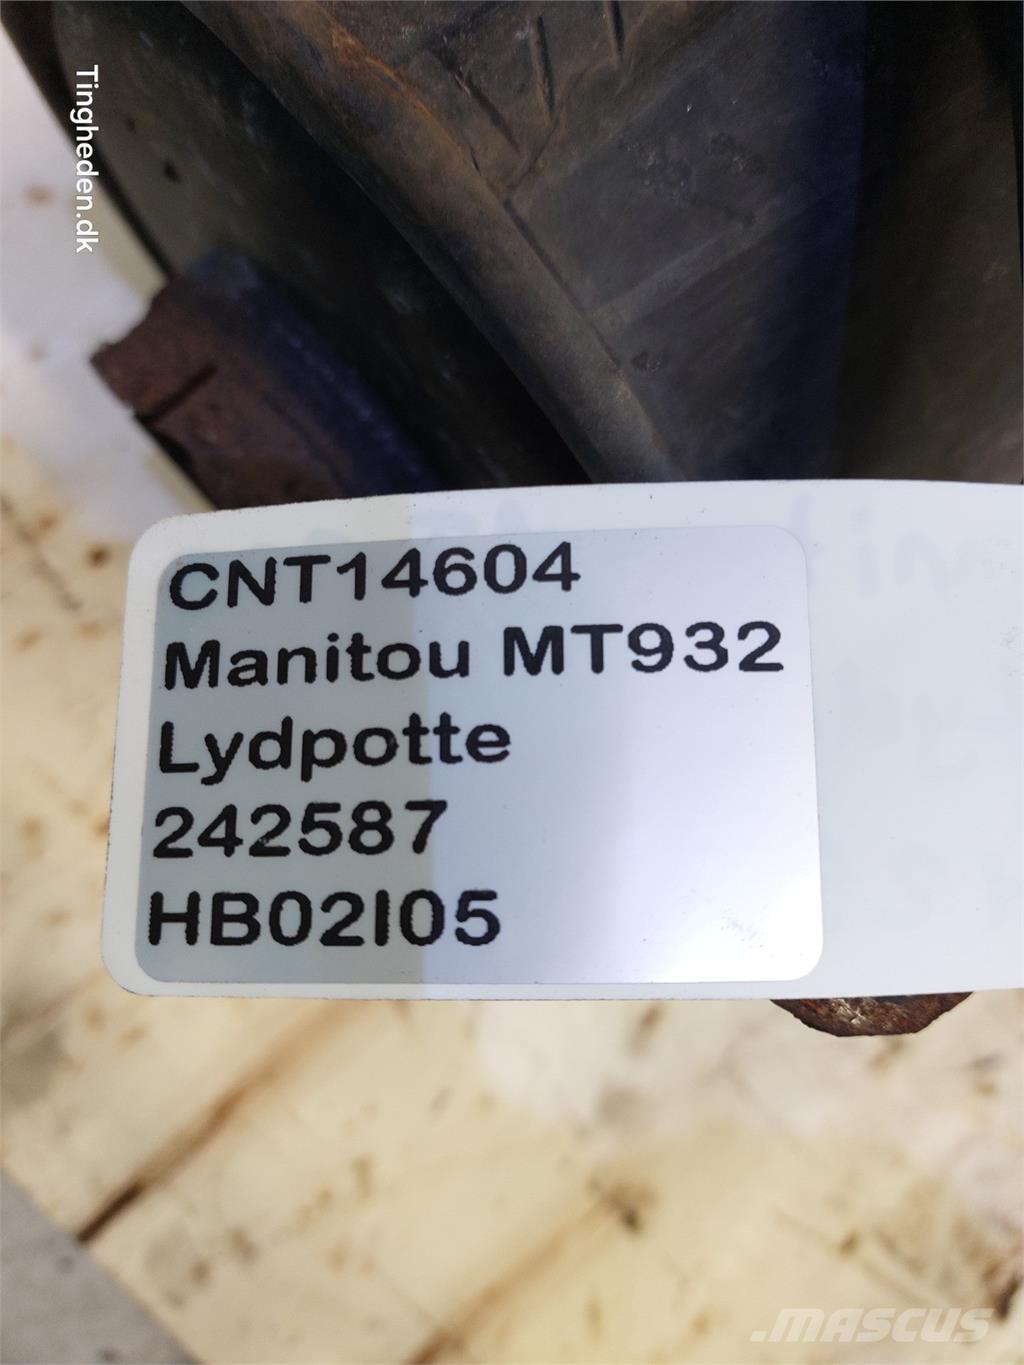 Tingheden.dk
CNT14604
Manitou MT932
Lydpotte
242587
HB02I05
.MASCUS